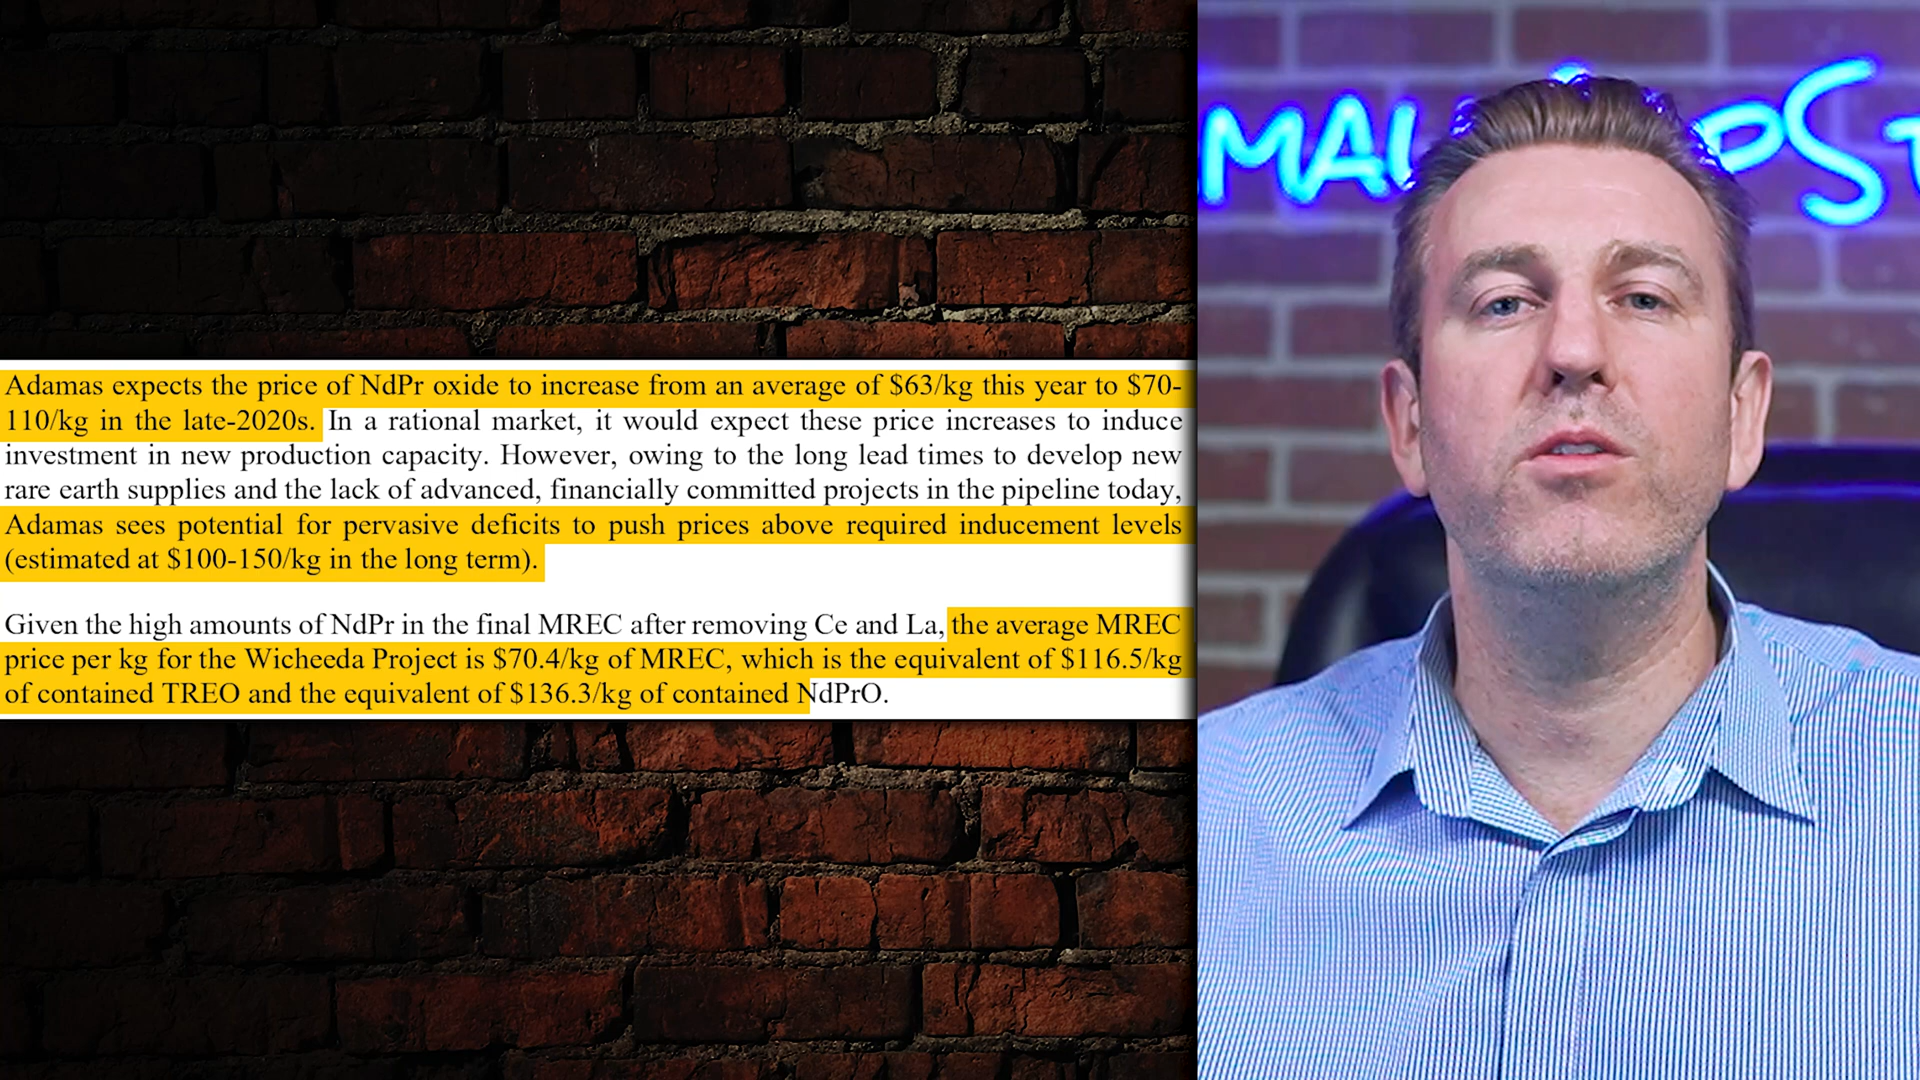 Adamas expects the price of NdPr oxide to increase from an average of $63/kg this year to $70-
110/kg in the late-2020s. In a rational market, it would expect these price increases to induce
investment in new production capacity. However, owing to the long lead times to develop new
rare earth supplies and the lack of advanced, financially committed projects in the pipeline today,
Adamas sees potential for pervasive deficits to push prices above required inducement levels
(estimated at $100-150/kg in the long term).
Given the high amounts of NdPr in the final MREC after removing Ce and La, the average MREC
price per kg for the Wicheeda Project is $70.4/kg of MREC, which is the equivalent of $116.5/kg
of contained TREO and the equivalent of $136.3/kg of contained NdPrO.